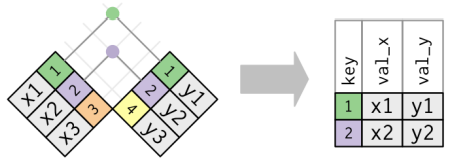 1 x1
2 x2
3 x3
1 y1
2 y2
4 y3
key val_x val_y
1 x1 y1
2 x2 y2